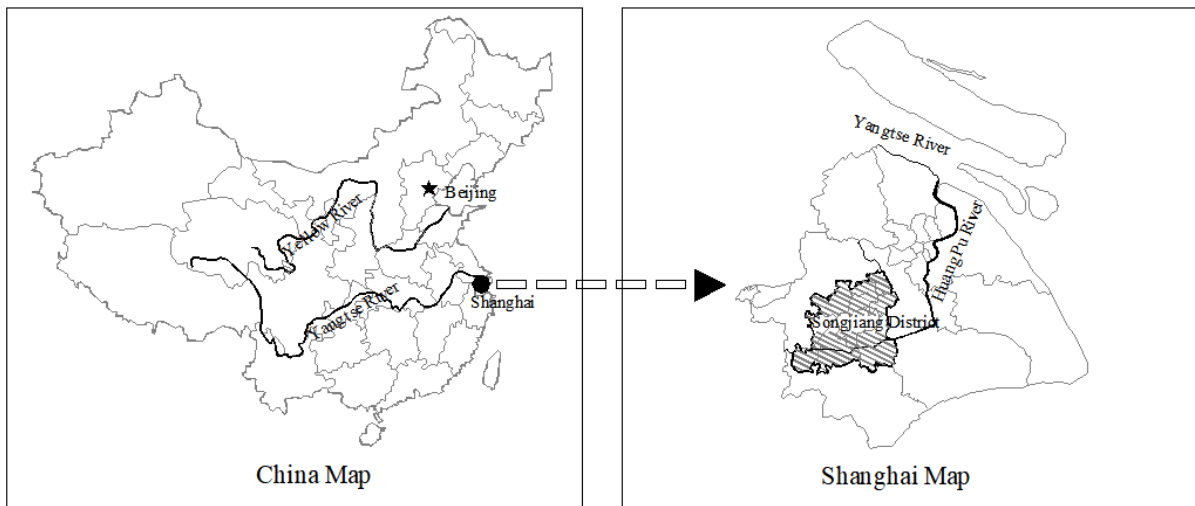 Beijing
Yellow River
Shanghai
Yangtse River
China Map
Yangtse River
HuangPu River
Songjiang District
Shanghai Map